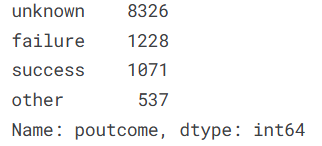 unknown    8326
failure    1228
success    1071
other       537
Name: poutcome, dtype: int64